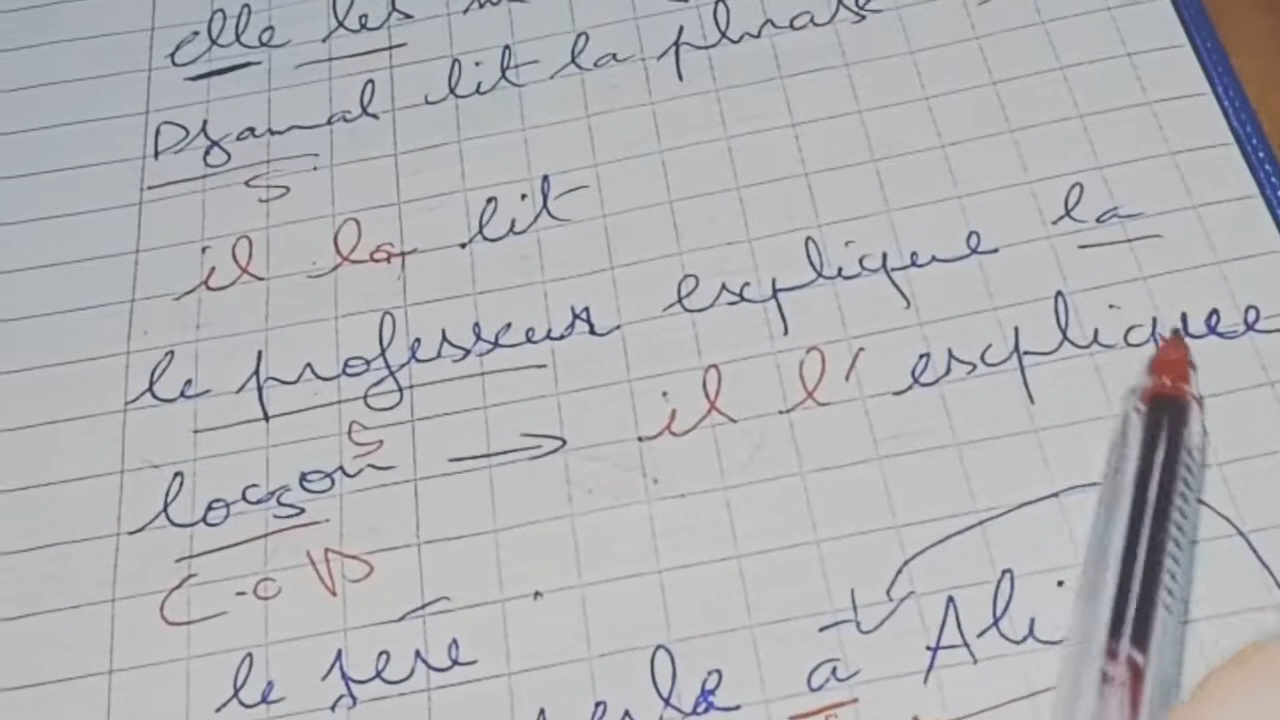 elle les
Djamal lit la phrase
S
il la lit
le professeur explique la
S
leçon → il l'explique
C.O.D
le père
parle à Ali